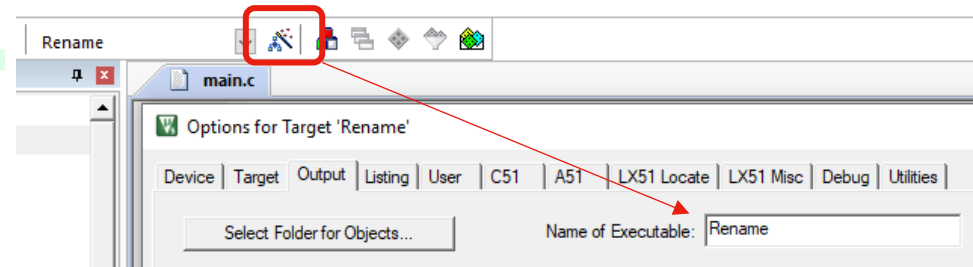 Rename
main.c
Options for Target 'Rename'
Device Target Output Listing User C51 A51 LX51 Locate LX51 Misc Debug Utilities
Select Folder for Objects... Name of Executable: Rename